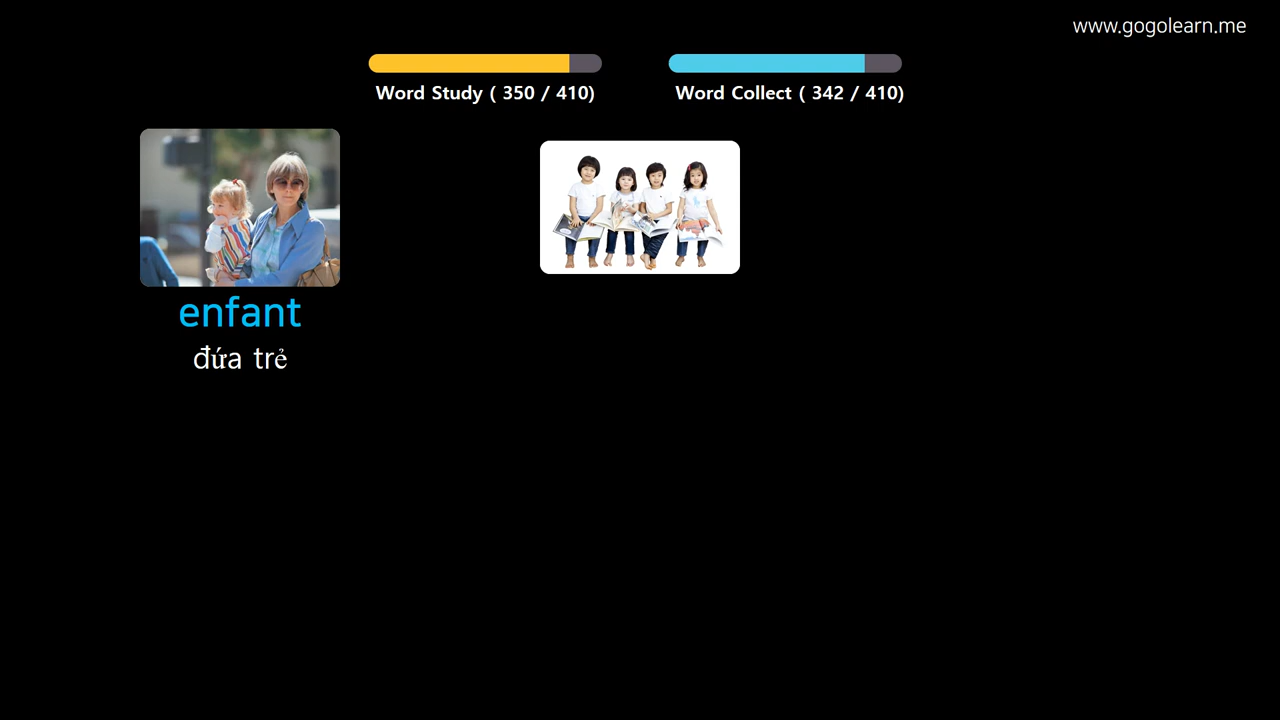 www.gogolearn.me
Word Study ( 350 / 410)
Word Collect ( 342 / 410)
enfant
đứa trẻ